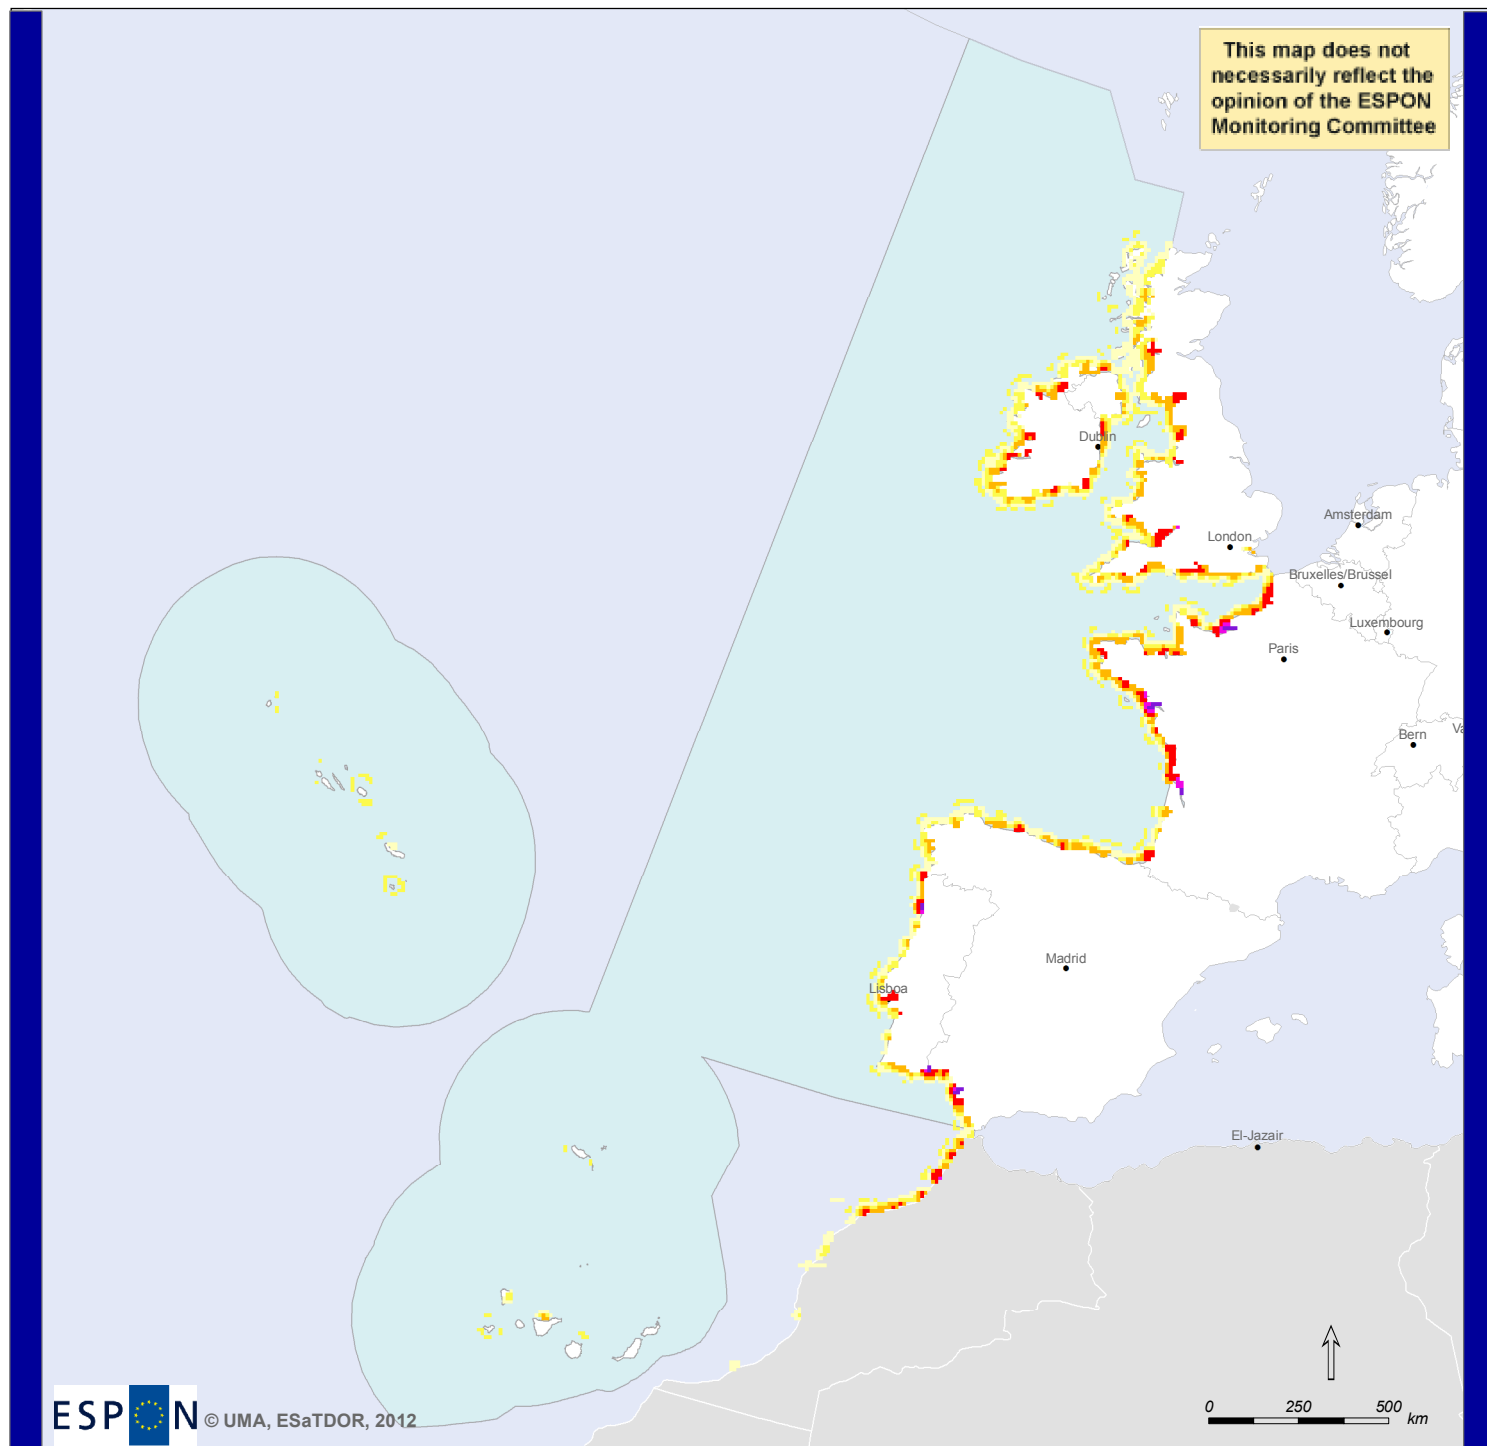 This map does not
necessarily reflect the
opinion of the ESPON
Monitoring Committee
Dublin
Amsterdam
London
Bruxelles/Brussel
Luxembourg
Paris
Bern
Va
Madrid
Lisboa
El-Jazair
0 250 500 km
ESPON © UMA, ESaTDOR, 2012